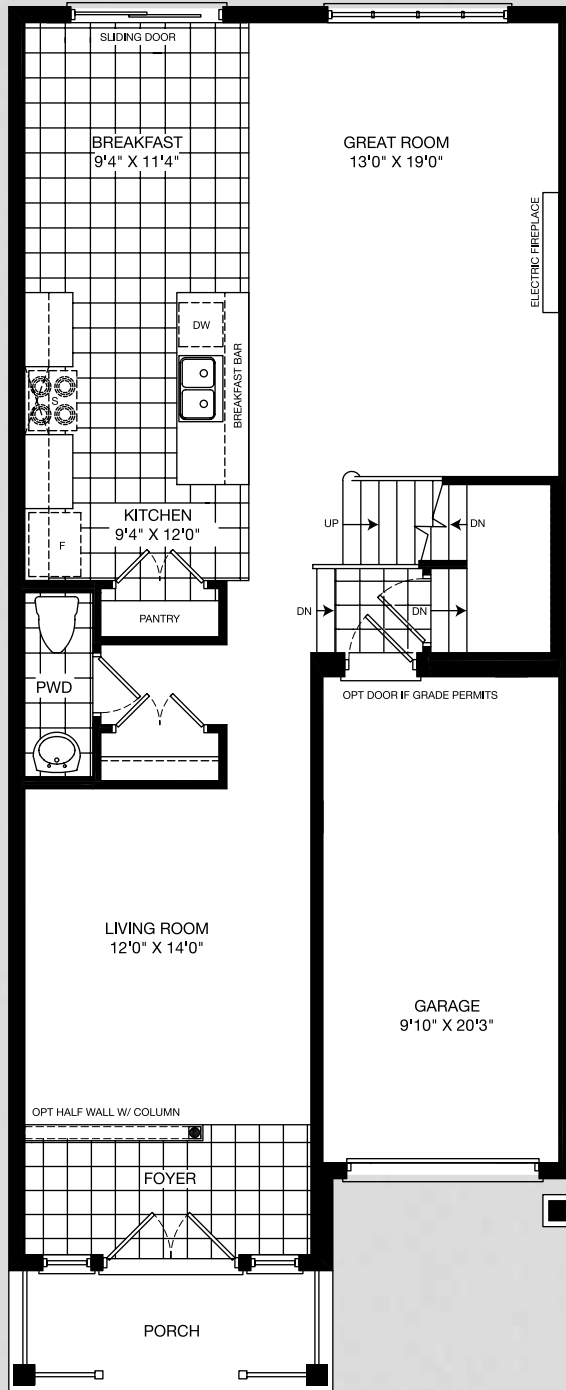 SLIDING DOOR
BREAKFAST
9'4" X 11'4"
GREAT ROOM
13'0" X 19'0"
ELECTRIC FIREPLACE
DW
BREAKFAST BAR
S
KITCHEN
9'4" X 12'0"
F
UP
DN
PANTRY
DN
DN
PWD
OPT DOOR IF GRADE PERMITS
LIVING ROOM
12'0" X 14'0"
GARAGE
9'10" X 20'3"
OPT HALF WALL W/ COLUMN
FOYER
PORCH